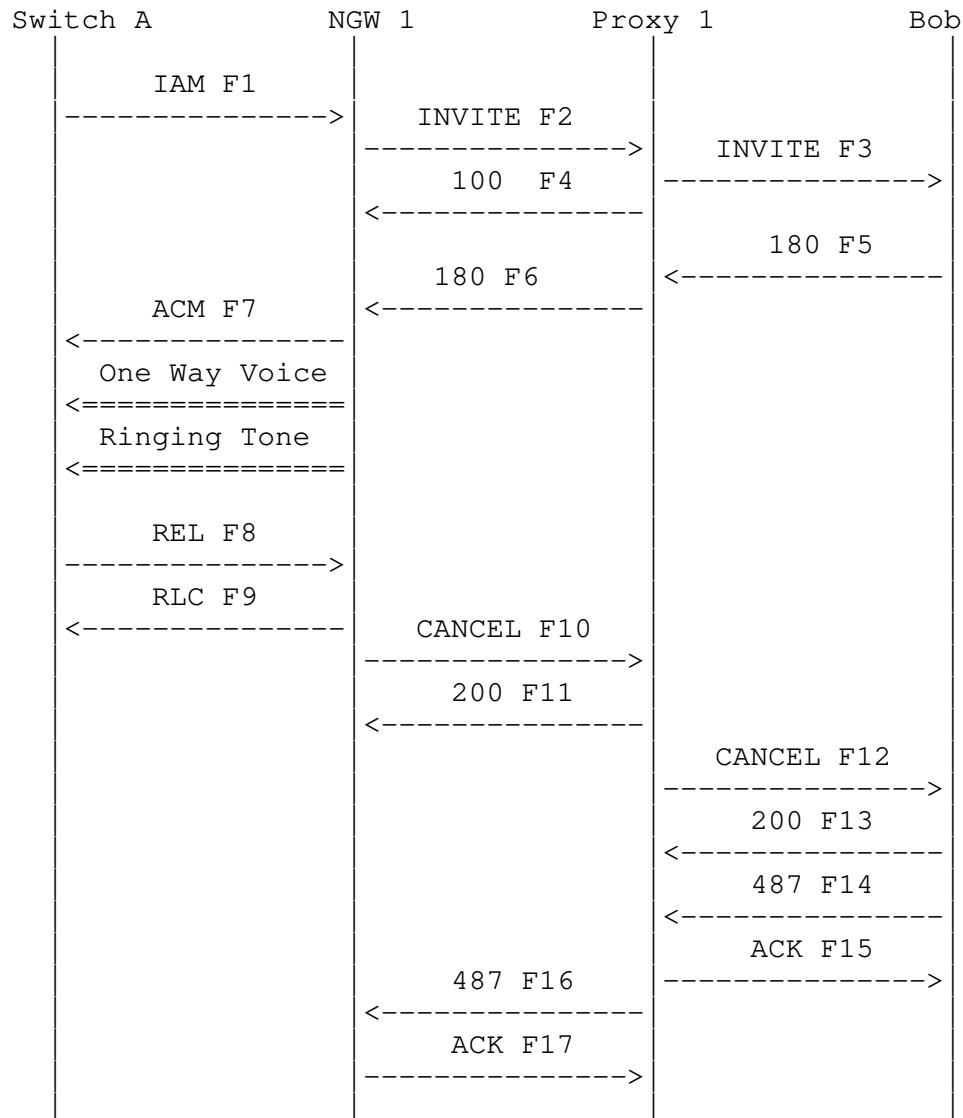 Switch A NGW 1 Proxy 1 Bob
IAM F1
INVITE F2
INVITE F3
100 F4
180 F5
180 F6
ACM F7
One Way Voice
Ringing Tone
REL F8
RLC F9
CANCEL F10
200 F11
CANCEL F12
200 F13
487 F14
ACK F15
487 F16
ACK F17